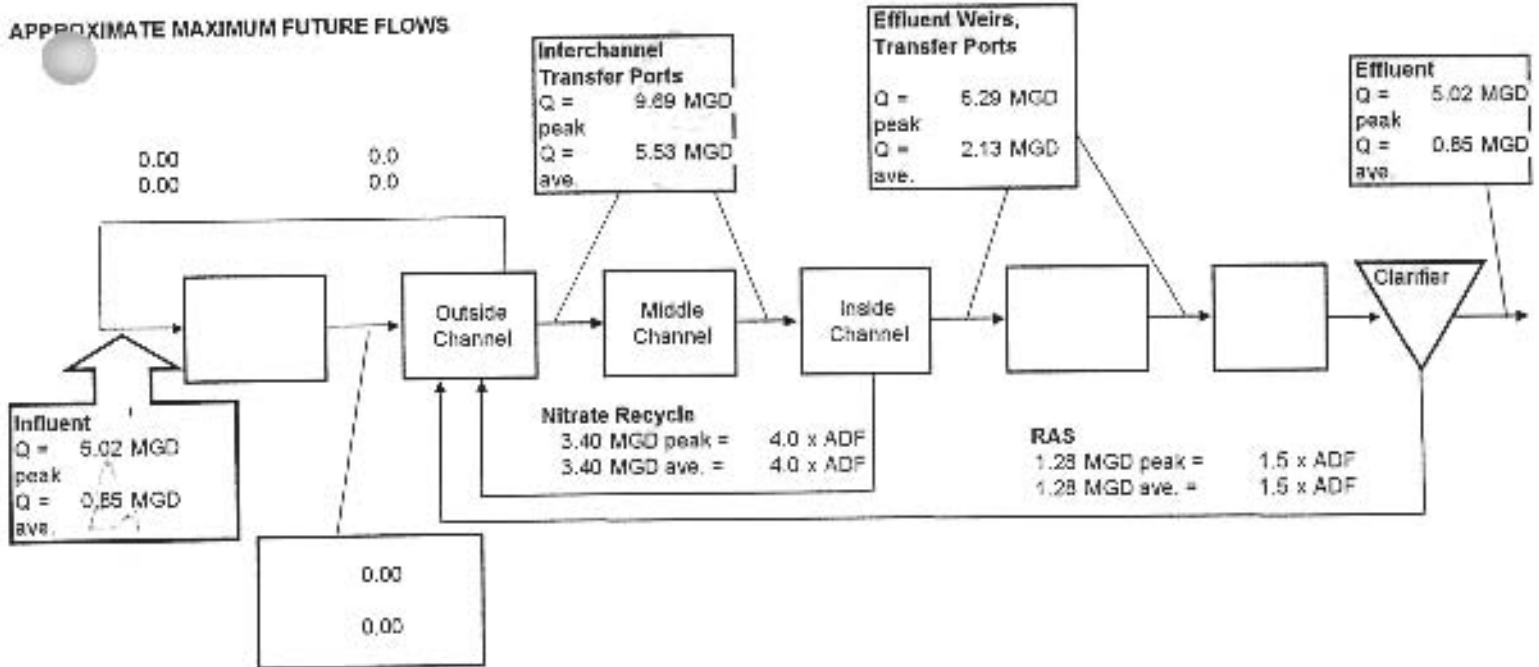 APPROXIMATE MAXIMUM FUTURE FLOWS
Interchannel
Transfer Ports
Q = 9.69 MGD
peak
Q = 5.53 MGD
ave.
Effluent Weirs,
Transfer Ports
Q = 6.29 MGD
peak
Q = 2.13 MGD
ave.
Effluent
Q = 5.02 MGD
peak
Q = 0.85 MGD
ave.
0.00 0.0
0.00 0.0
Outside
Channel
Middle
Channel
Inside
Channel
Clarifier
Influent
Q = 5.02 MGD
peak
Q = 0.85 MGD
ave.
Nitrate Recycle
3.40 MGD peak = 4.0 x ADF
3.40 MGD ave. = 4.0 x ADF
RAS
1.28 MGD peak = 1.5 x ADF
1.28 MGD ave. = 1.5 x ADF
0.00
0.00